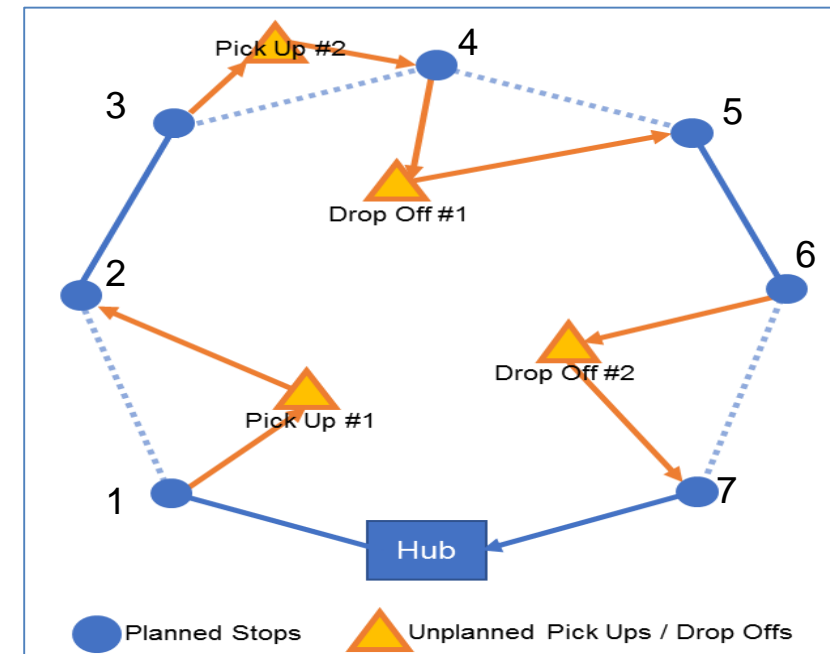 Pick Up #2
4
3
5
Drop Off #1
2
6
Drop Off #2
Pick Up #1
1
7
Hub
Planned Stops
Unplanned Pick Ups / Drop Offs